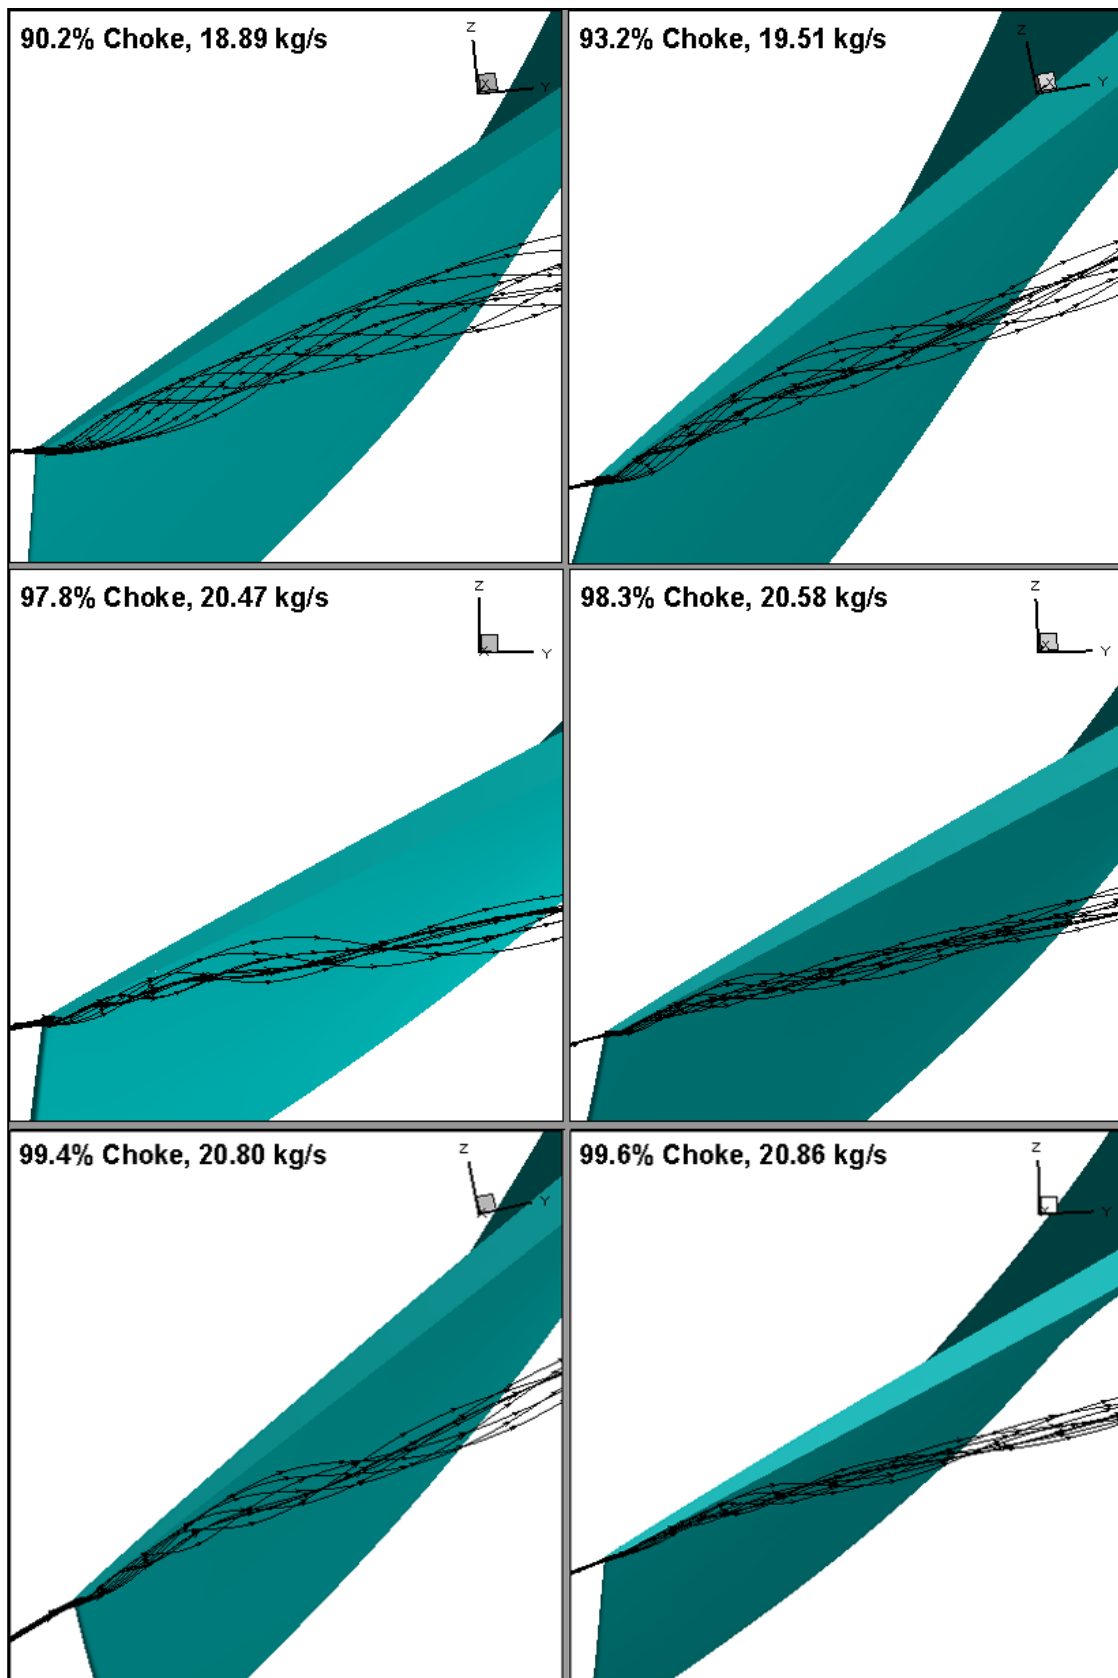 90.2% Choke, 18.89 kg/s
Z
X
Y
93.2% Choke, 19.51 kg/s
Z
X
Y
97.8% Choke, 20.47 kg/s
Z
X
Y
98.3% Choke, 20.58 kg/s
Z
X
Y
99.4% Choke, 20.80 kg/s
Z
X
Y
99.6% Choke, 20.86 kg/s
Z
X
Y